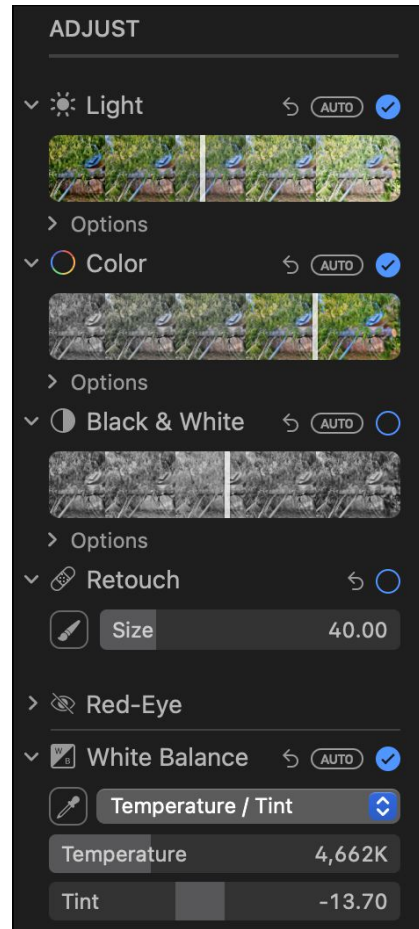 ADJUST
Light AUTO
Options
Color AUTO
Options
Black & White AUTO
Options
Retouch
Size 40.00
Red-Eye
W B White Balance AUTO
Temperature / Tint
Temperature 4,662K
Tint -13.70